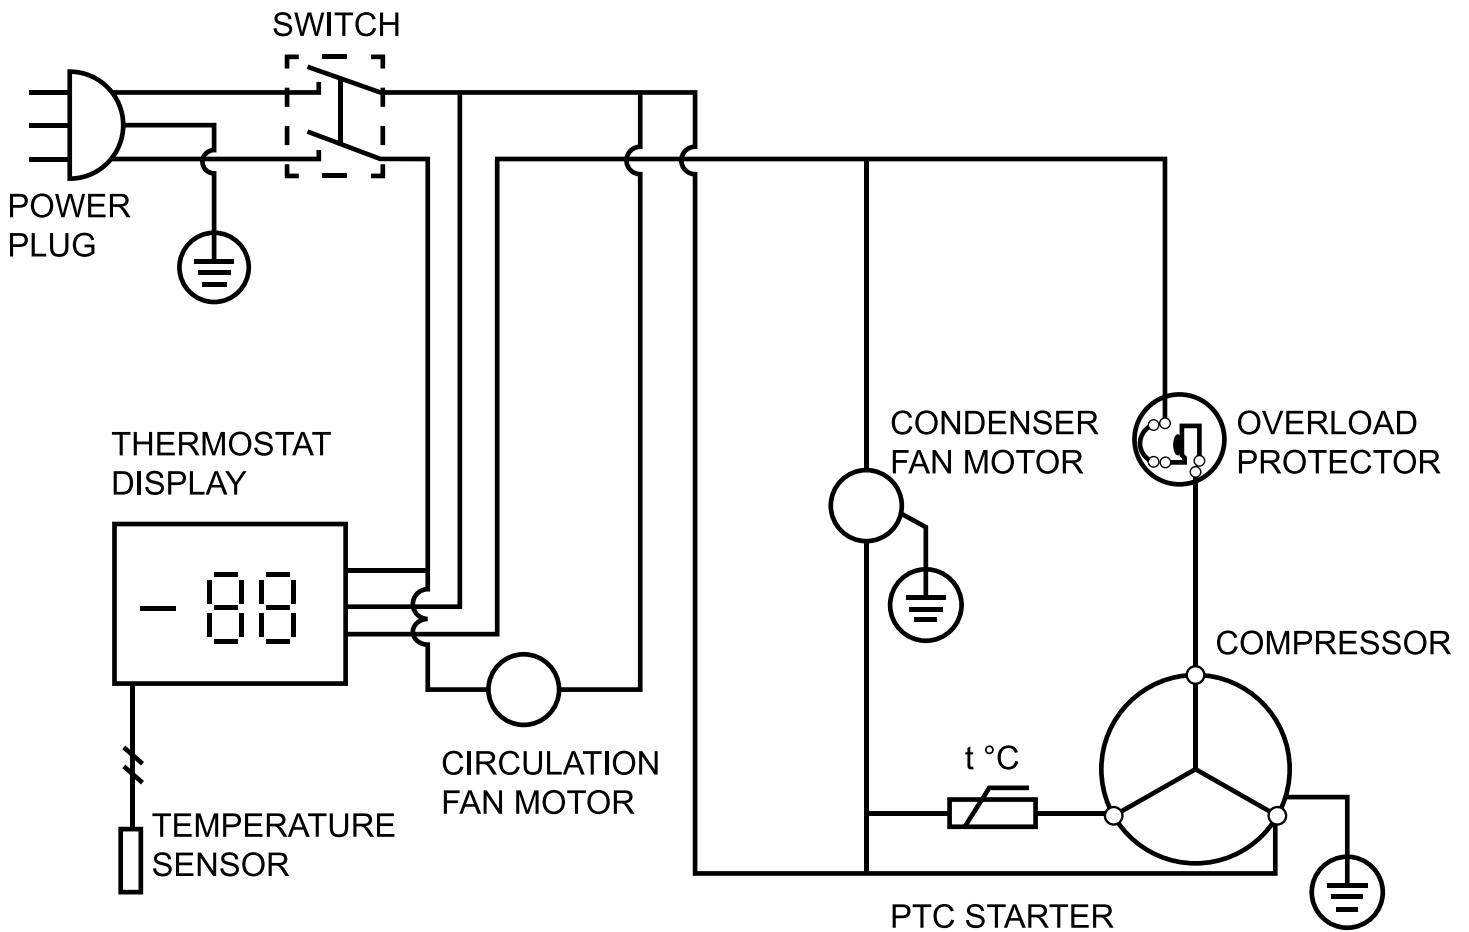 SWITCH
POWER
PLUG
THERMOSTAT
DISPLAY
- 88
CONDENSER
FAN MOTOR
OVERLOAD
PROTECTOR
COMPRESSOR
CIRCULATION
FAN MOTOR
t °C
TEMPERATURE
SENSOR
PTC STARTER